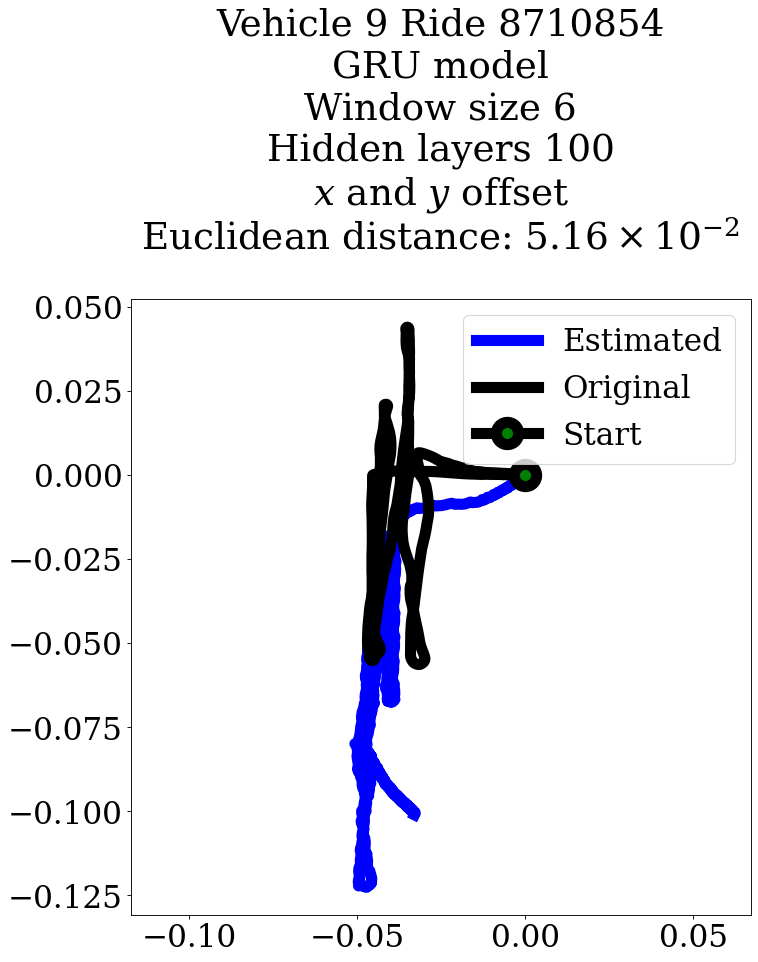 Vehicle 9 Ride 8710854
GRU model
Window size 6
Hidden layers 100
x and y offset
Euclidean distance: 5.16 × 10⁻²
Estimated
Original
Start
0.050
0.025
0.000
−0.025
−0.050
−0.075
−0.100
−0.125
−0.10 −0.05 0.00 0.05